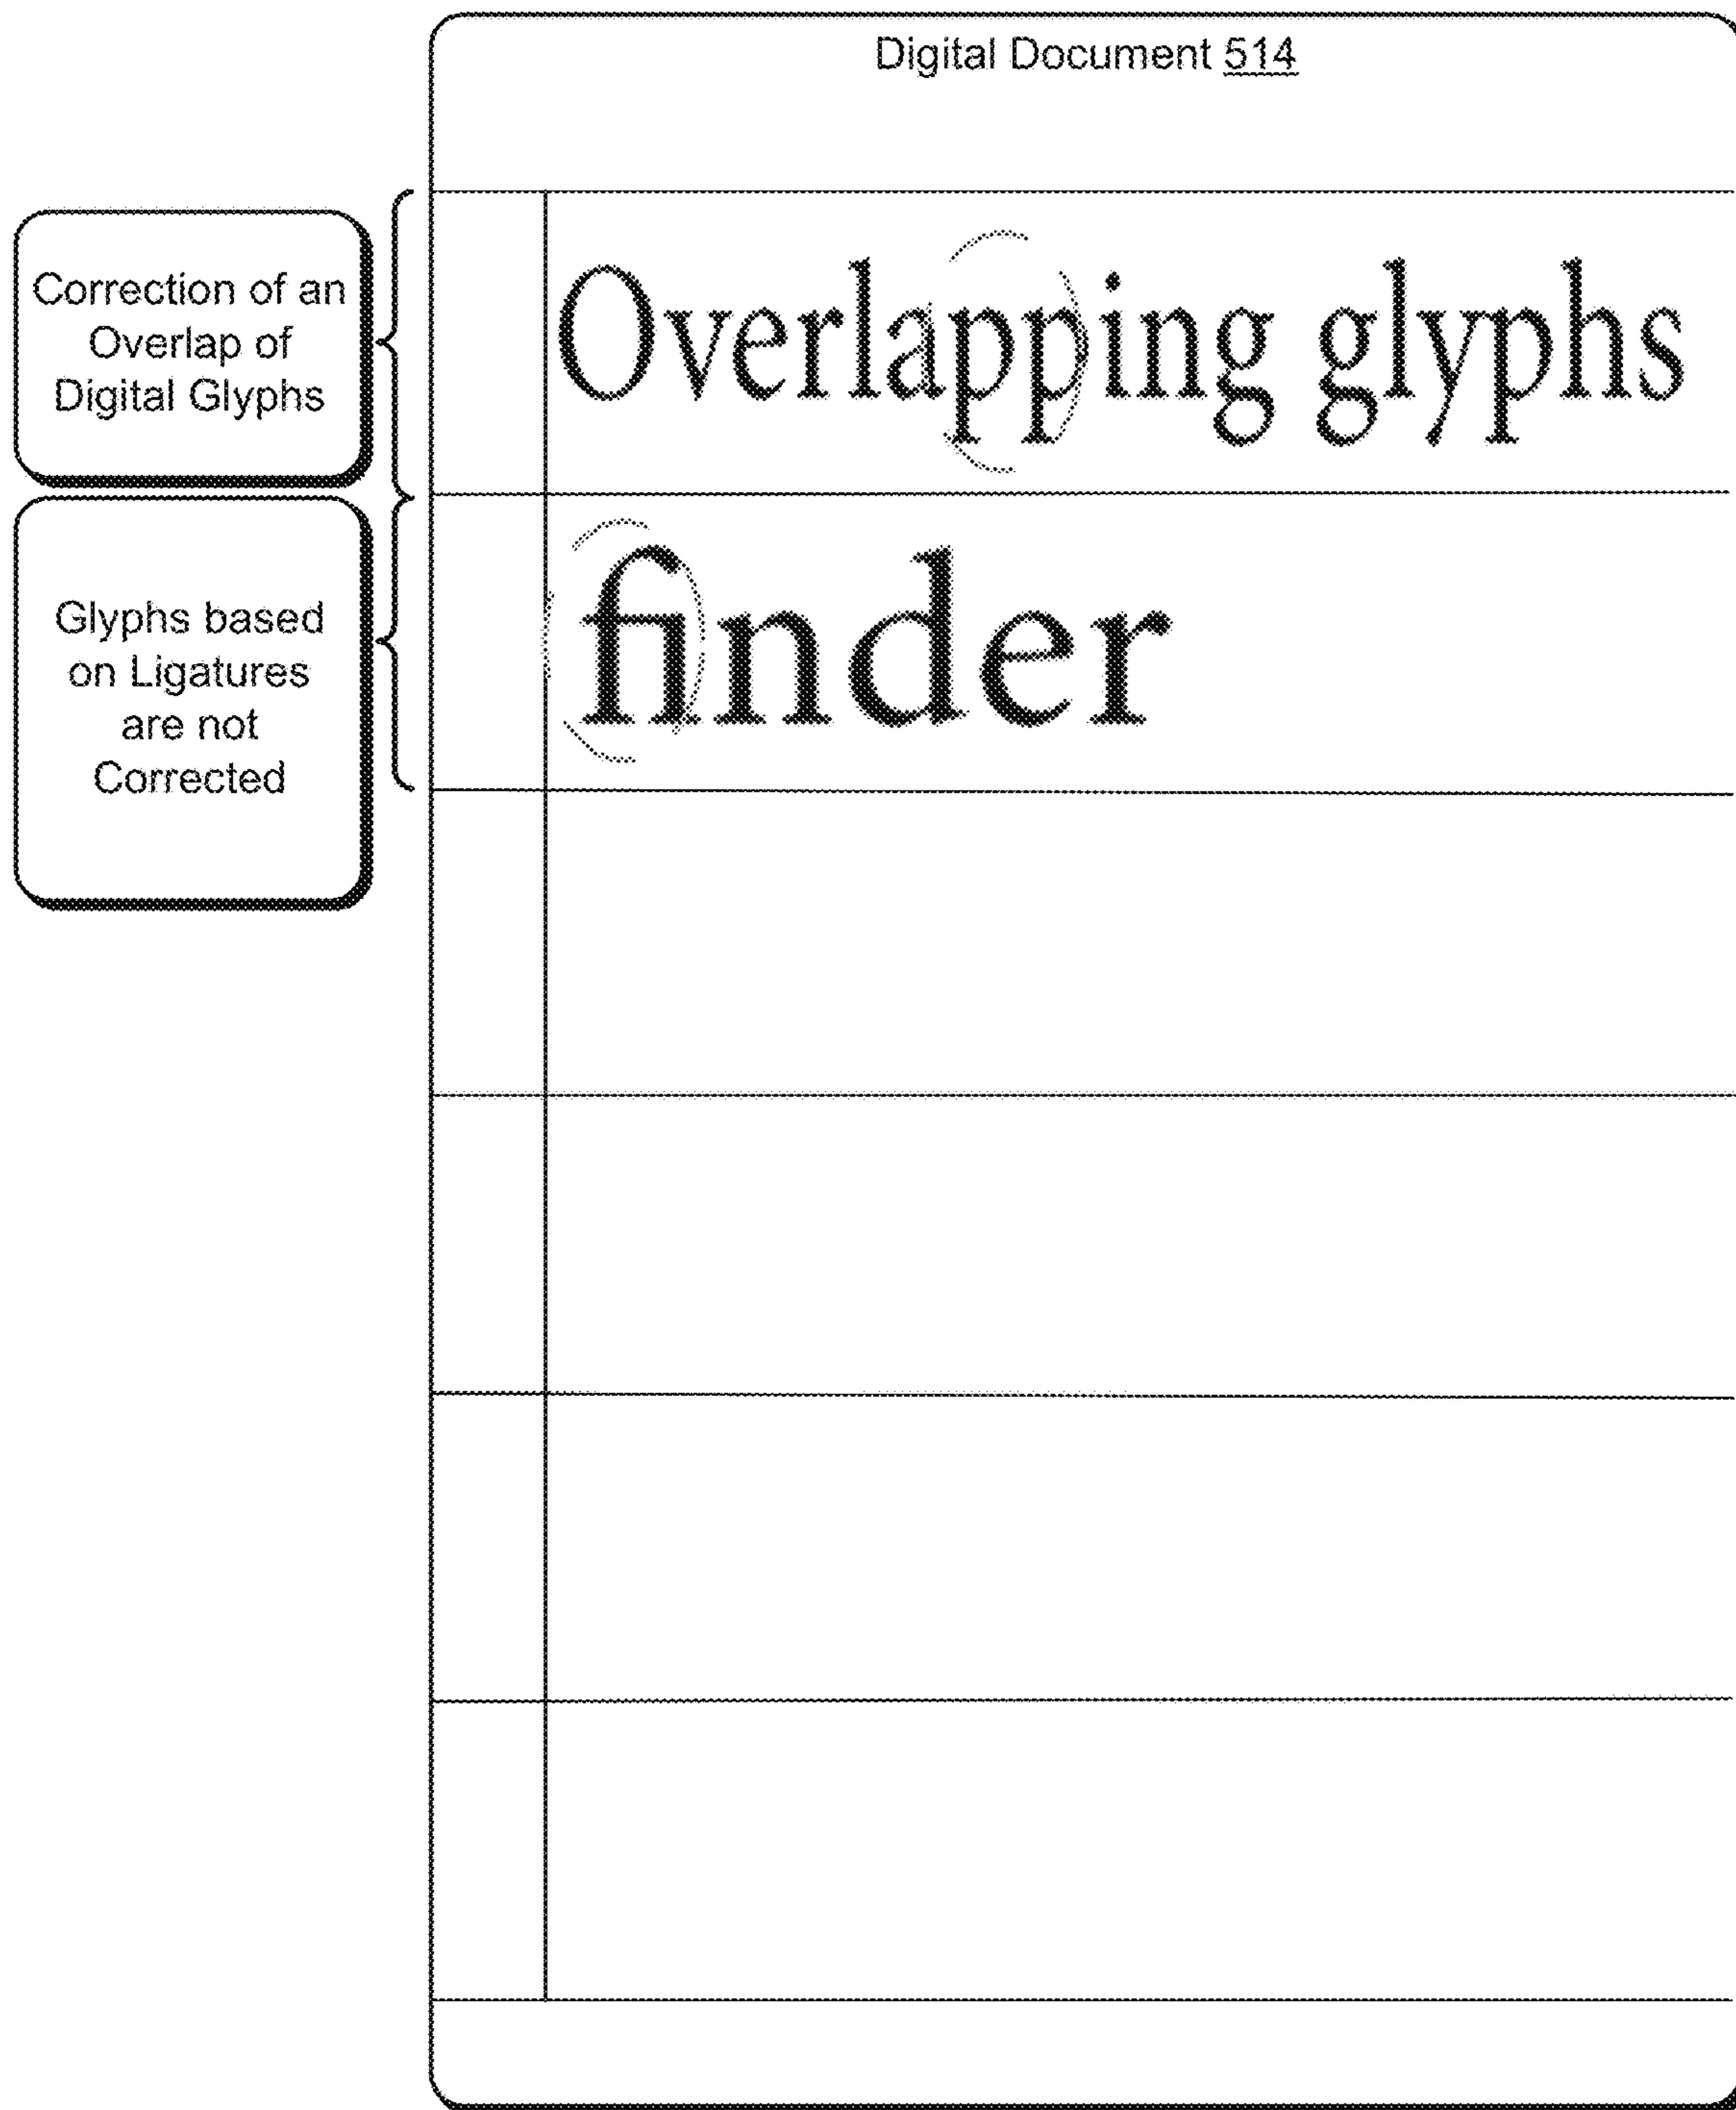 Digital Document 514
Correction of an
Overlap of
Digital Glyphs
Overlapping glyphs
Glyphs based
on Ligatures
are not
Corrected
finder